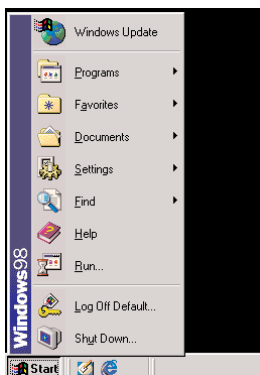 Windows Update
Programs
Favorites
Documents
Settings
Find
Help
Run...
Log Off Default...
Shut Down...
Windows98
Start